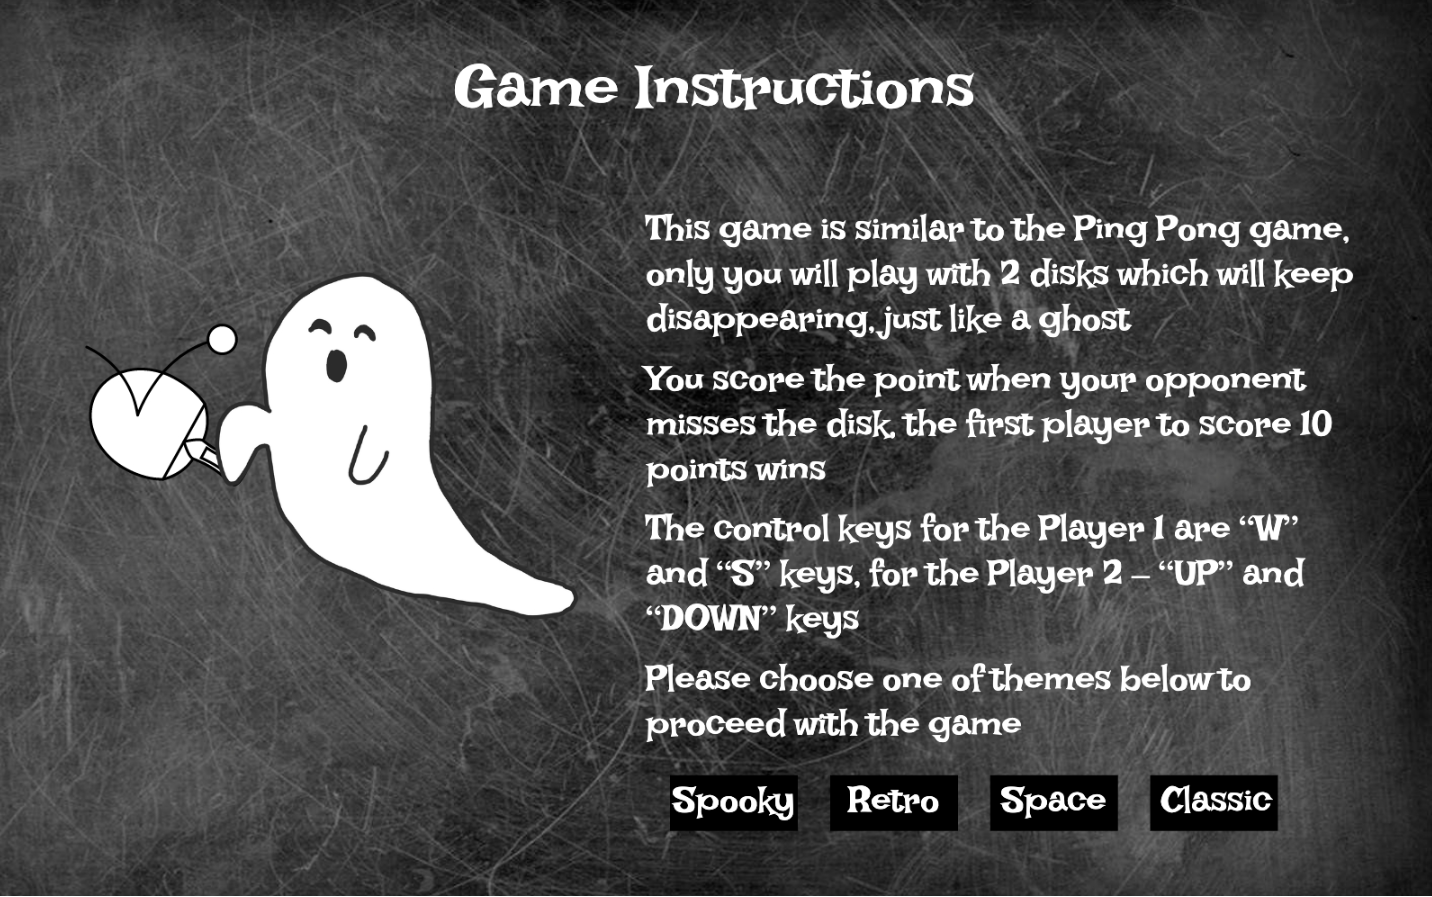 Game Instructions
This game is similar to the Ping Pong game,
only you will play with 2 disks which will keep
disappearing, just like a ghost
You score the point when your opponent
misses the disk, the first player to score 10
points wins
The control keys for the Player 1 are “W”
and “S” keys, for the Player 2 – “UP” and
“DOWN” keys
Please choose one of themes below to
proceed with the game
Spooky Retro Space Classic